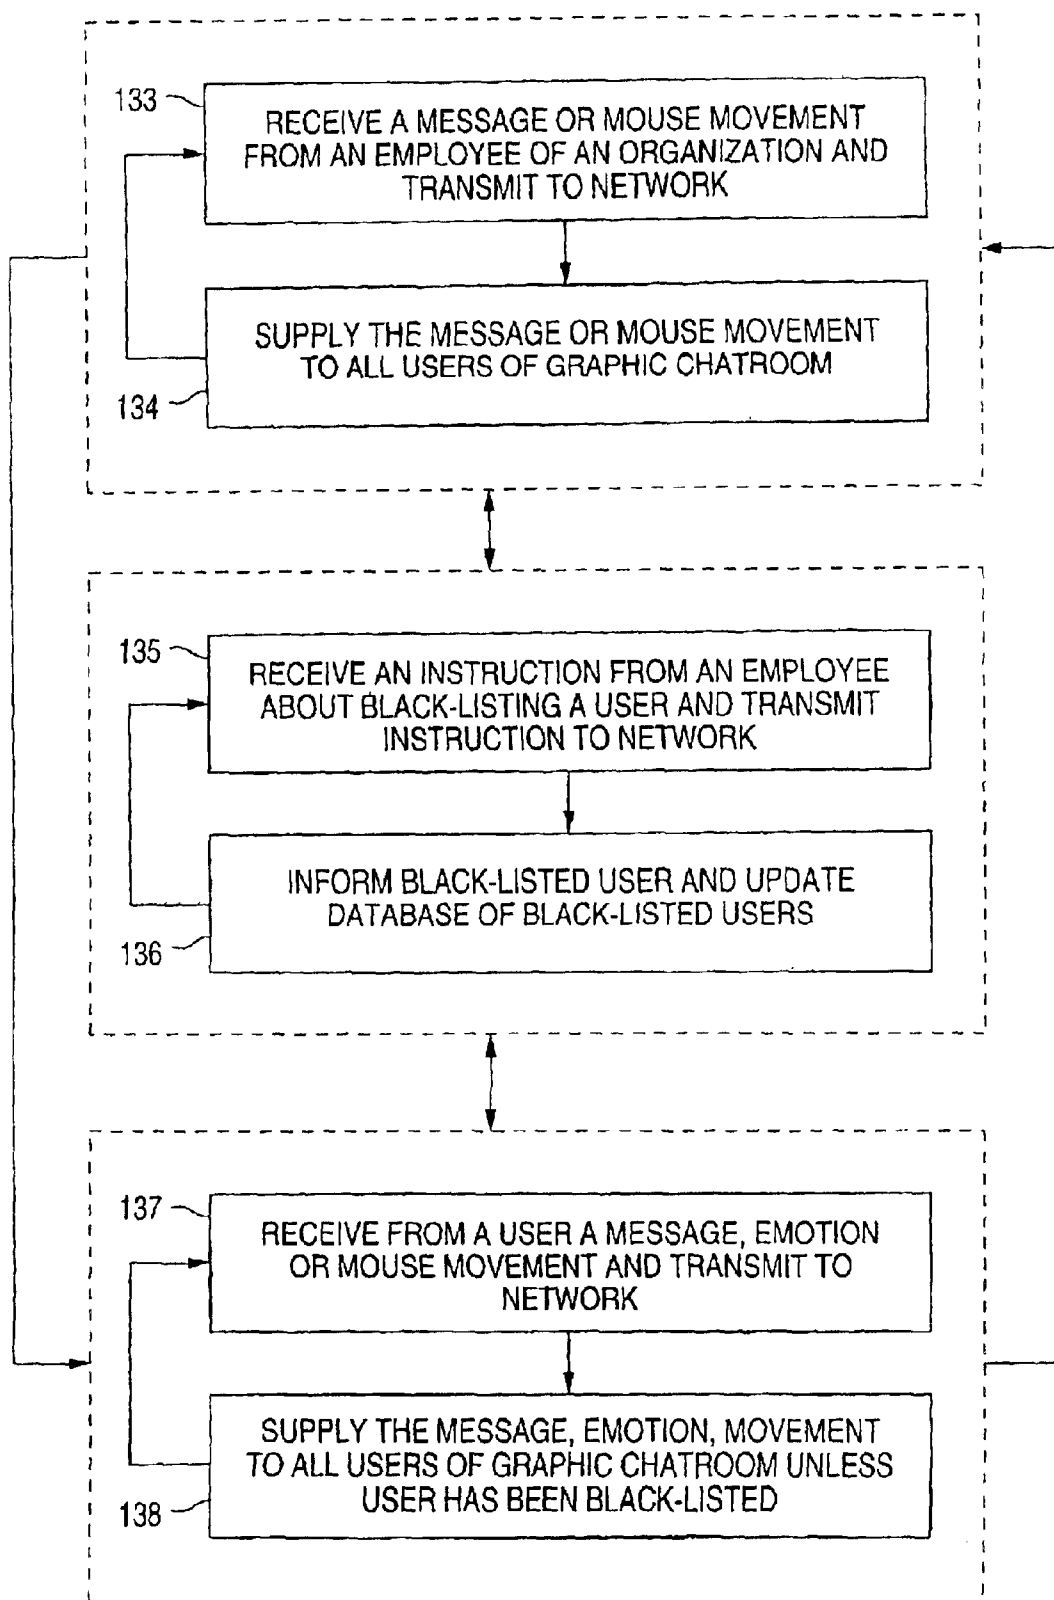 133
RECEIVE A MESSAGE OR MOUSE MOVEMENT
FROM AN EMPLOYEE OF AN ORGANIZATION AND
TRANSMIT TO NETWORK
SUPPLY THE MESSAGE OR MOUSE MOVEMENT
TO ALL USERS OF GRAPHIC CHATROOM
134
135
RECEIVE AN INSTRUCTION FROM AN EMPLOYEE
ABOUT BLACK-LISTING A USER AND TRANSMIT
INSTRUCTION TO NETWORK
INFORM BLACK-LISTED USER AND UPDATE
DATABASE OF BLACK-LISTED USERS
136
137
RECEIVE FROM A USER A MESSAGE, EMOTION
OR MOUSE MOVEMENT AND TRANSMIT TO
NETWORK
SUPPLY THE MESSAGE, EMOTION, MOVEMENT
TO ALL USERS OF GRAPHIC CHATROOM UNLESS
USER HAS BEEN BLACK-LISTED
138